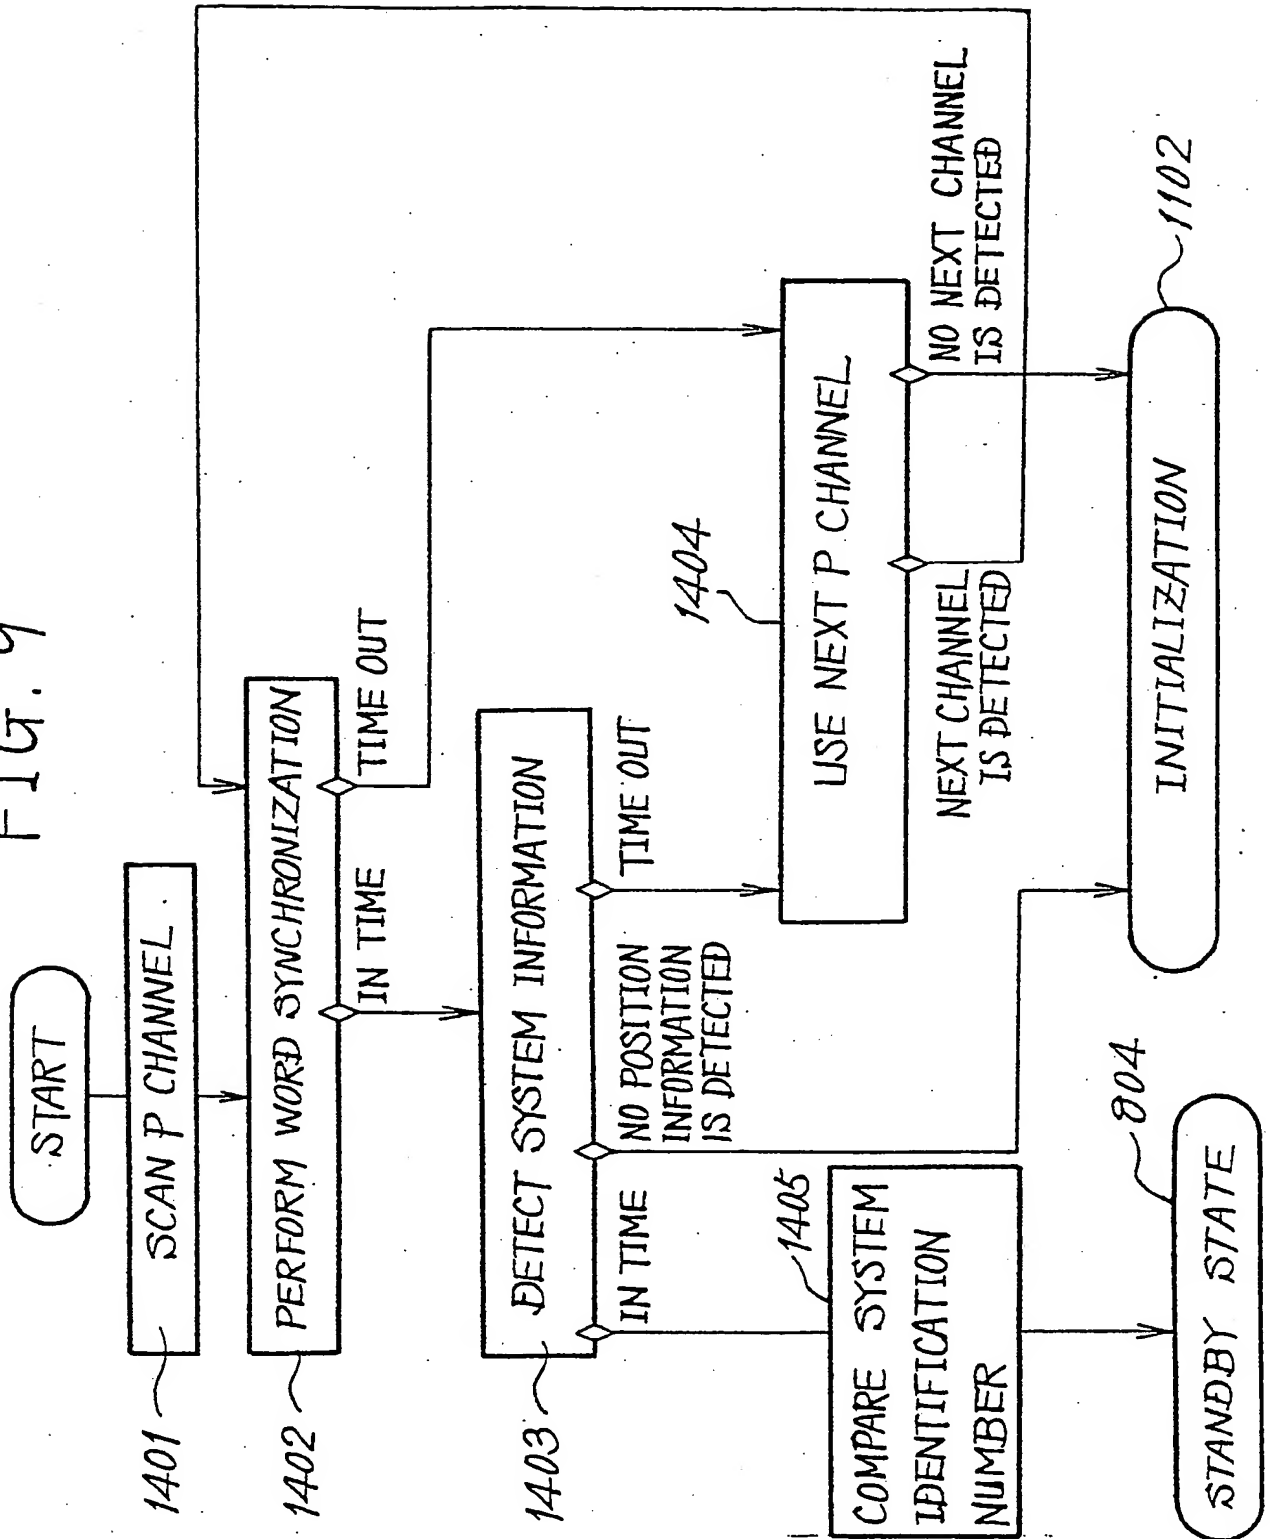 FIG. 9
START
SCAN P CHANNEL
1401
PERFORM WORD SYNCHRONIZATION
1402
IN TIME
TIME OUT
DETECT SYSTEM INFORMATION
1403
IN TIME
NO POSITION
INFORMATION
IS DETECTED
TIME OUT
1404
USE NEXT P CHANNEL
NEXT CHANNEL
IS DETECTED
NO NEXT CHANNEL
IS DETECTED
1405
COMPARE SYSTEM
IDENTIFICATION
NUMBER
804
STANDBY STATE
1102
INITIALIZATION